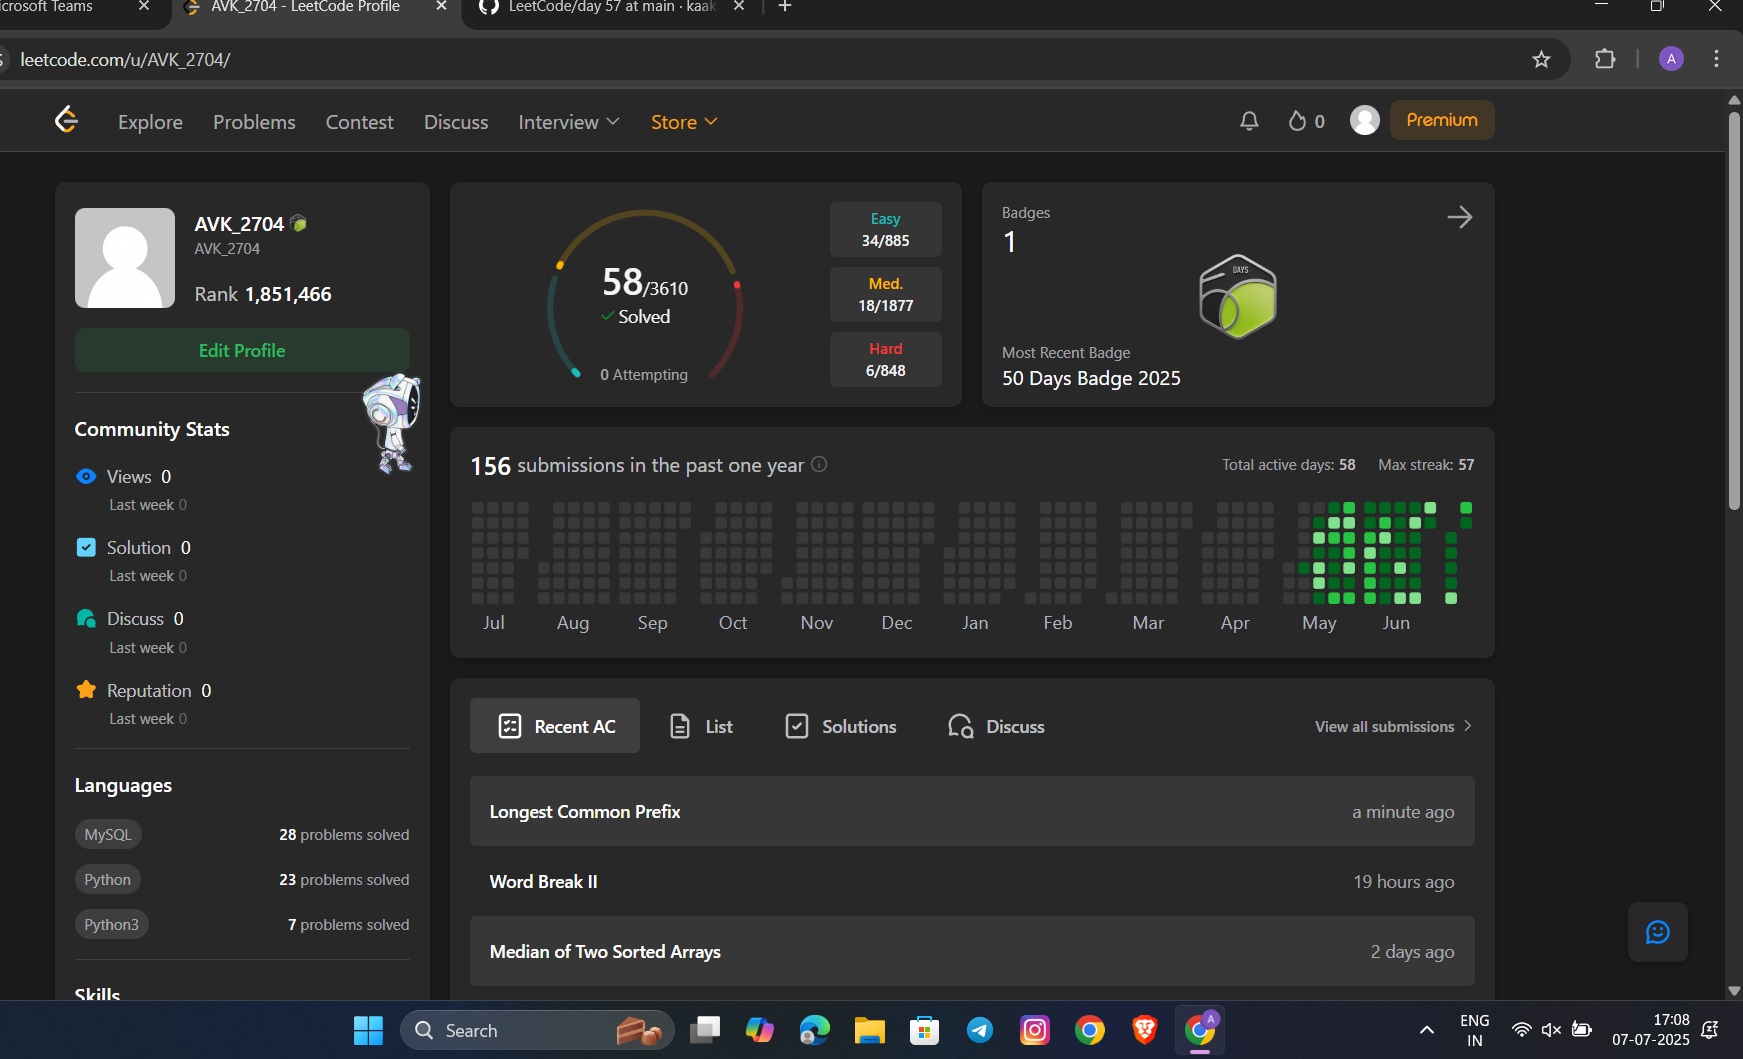 crosoft Teams
AVK_2704 - LeetCode Profile
LeetCode/day 57 at main · kaak
leetcode.com/u/AVK_2704/
A
Explore
Problems
Contest
Discuss
Interview
Store
0
Premium
AVK_2704
AVK_2704
Rank 1,851,466
Edit Profile
Community Stats
Views 0
Last week 0
Solution 0
Last week 0
Discuss 0
Last week 0
Reputation 0
Last week 0
Languages
MySQL
28 problems solved
Python
23 problems solved
Python3
7 problems solved
Skills
58/3610
Solved
0 Attempting
Easy
34/885
Med.
18/1877
Hard
6/848
Badges
1
DAYS
Most Recent Badge
50 Days Badge 2025
156 submissions in the past one year
Total active days: 58
Max streak: 57
Jul
Aug
Sep
Oct
Nov
Dec
Jan
Feb
Mar
Apr
May
Jun
Recent AC
List
Solutions
Discuss
View all submissions
Longest Common Prefix
a minute ago
Word Break II
19 hours ago
Median of Two Sorted Arrays
2 days ago
Search
A
ENG
IN
17:08
07-07-2025